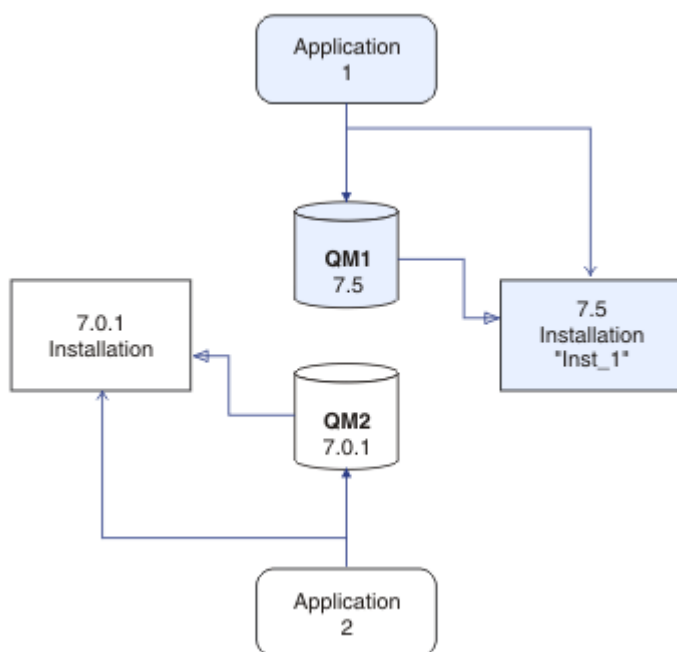 Application
1
QM1
7.5
7.5
Installation
"Inst_1"
7.0.1
Installation
QM2
7.0.1
Application
2